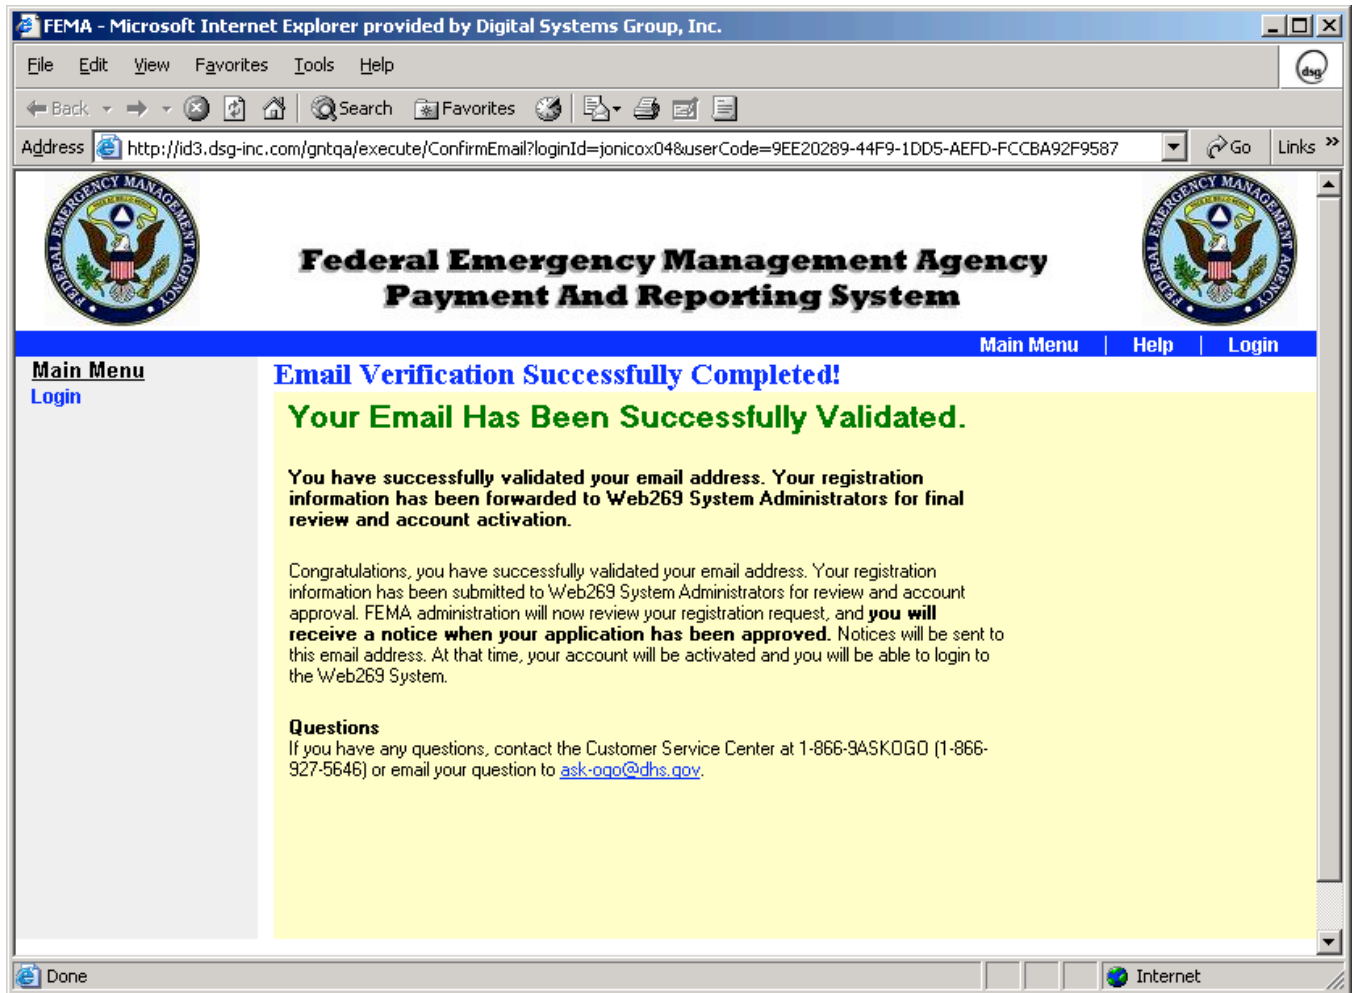 FEMA - Microsoft Internet Explorer provided by Digital Systems Group, Inc.
File Edit View Favorites Tools Help
dsg
Back Search Favorites
Address http://id3.dsg-inc.com/gntqa/execute/ConfirmEmail?loginId=jonicox04&userCode=9EE20289-44F9-1DD5-AEFD-FCCBA92F9587 Go Links »
FEDERAL EMERGENCY MANAGEMENT AGENCY
FEDERAL EMERGENCY MANAGEMENT AGENCY
Federal Emergency Management Agency
Payment And Reporting System
Main Menu | Help | Login
Main Menu
Login
Email Verification Successfully Completed!
Your Email Has Been Successfully Validated.
You have successfully validated your email address. Your registration
information has been forwarded to Web269 System Administrators for final
review and account activation.
Congratulations, you have successfully validated your email address. Your registration
information has been submitted to Web269 System Administrators for review and account
approval. FEMA administration will now review your registration request, and you will
receive a notice when your application has been approved. Notices will be sent to
this email address. At that time, your account will be activated and you will be able to login to
the Web269 System.
Questions
If you have any questions, contact the Customer Service Center at 1-866-9ASKOGO (1-866-
927-5646) or email your question to ask-ogo@dhs.gov.
Done Internet